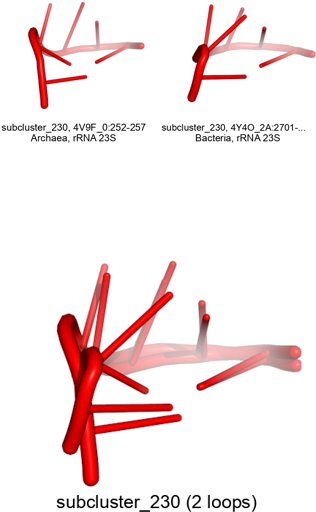 subcluster_230, 4V9F_0:252-257
Archaea, rRNA 23S
subcluster_230, 4Y4O_2A:2701-...
Bacteria, rRNA 23S
subcluster_230 (2 loops)